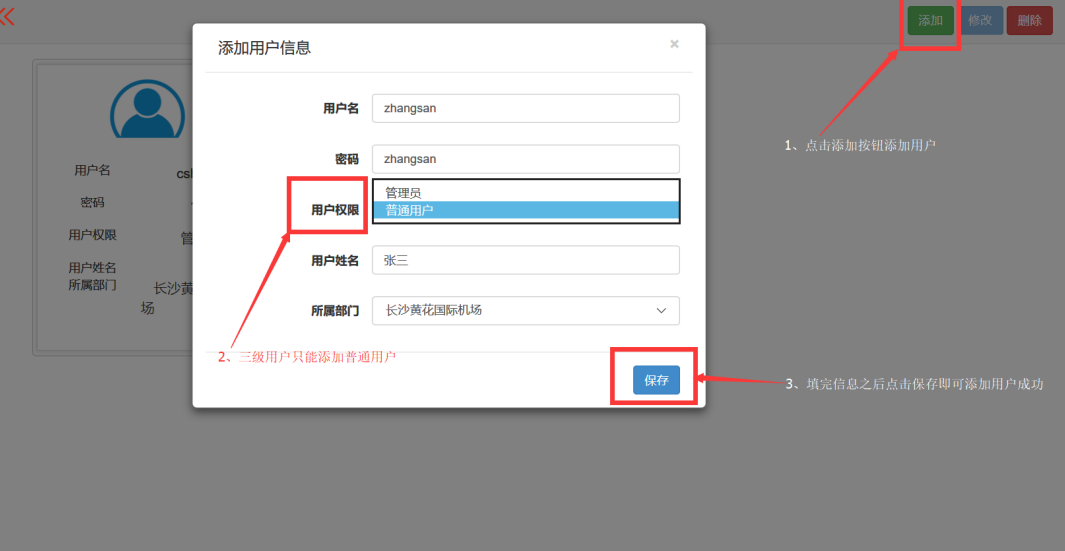 添加 修改 删除
添加用户信息 ×
用户名 zhangsan
密码 zhangsan
管理员
用户权限 普通用户
用户姓名 张三
所属部门 长沙黄花国际机场
保存
用户名
密码
用户权限 管
用户姓名
所属部门 长沙黄
场
1、点击添加按钮添加用户
2、三级用户只能添加普通用户
3、填完信息之后点击保存即可添加用户成功